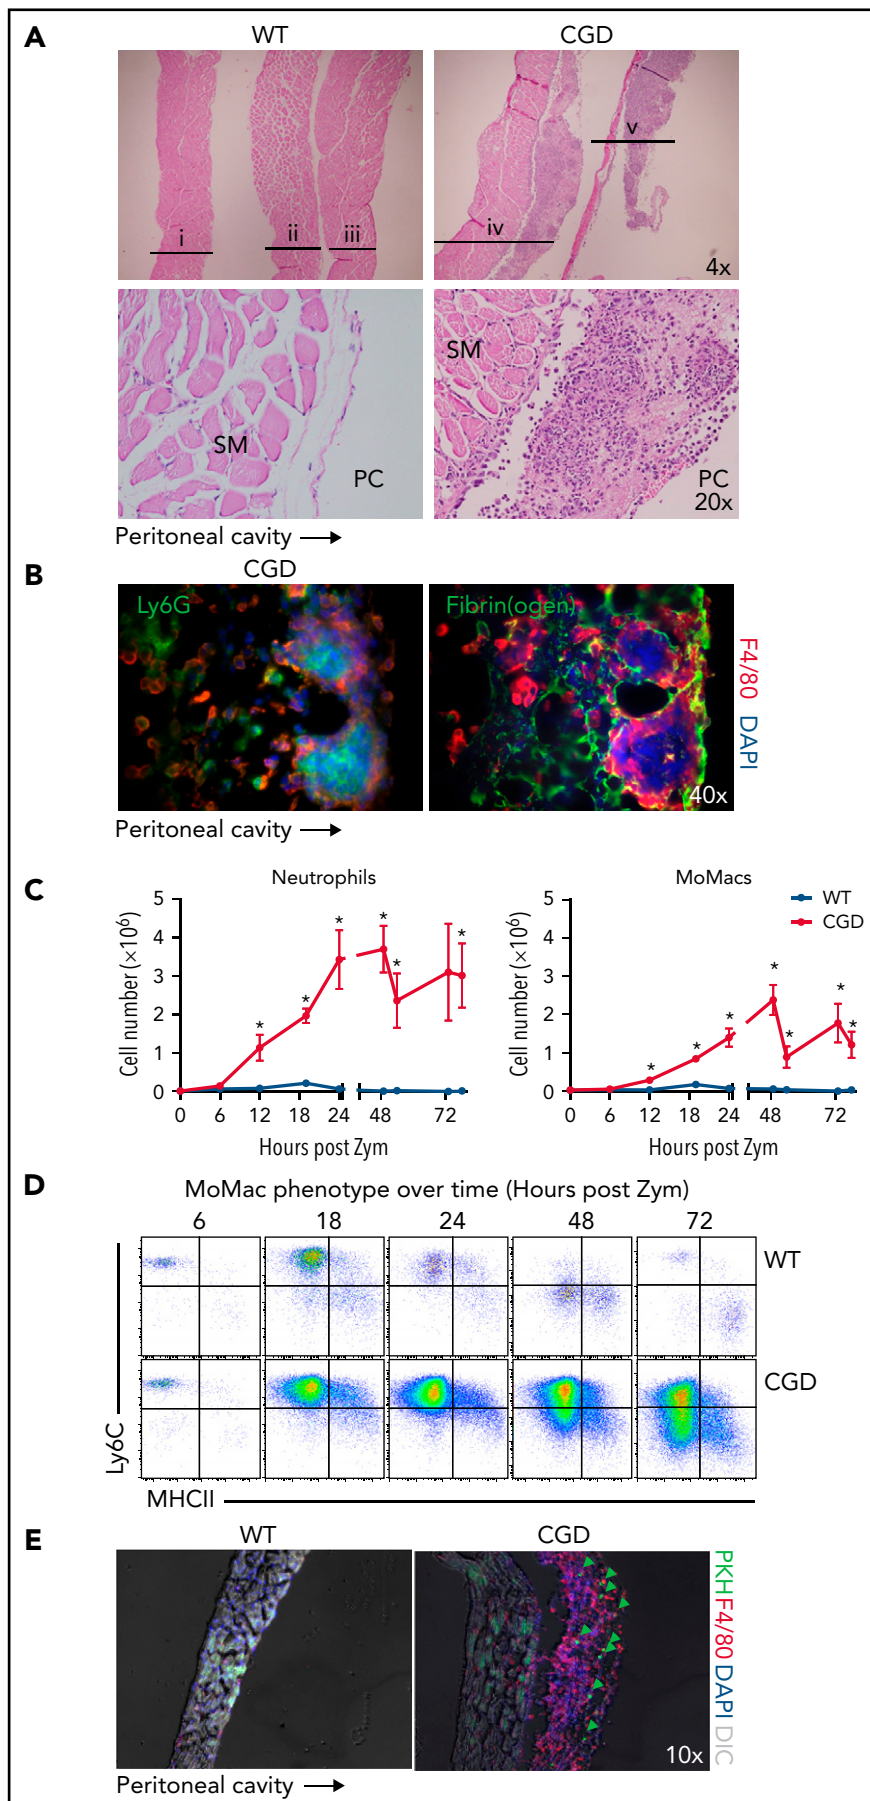 A
WT
CGD
i
ii
iii
iv
v
4x
SM
PC
SM
PC
20x
Peritoneal cavity
B
CGD
Ly6G
Fibrin(ogen)
F4/80 DAPI
40x
Peritoneal cavity
C
Neutrophils
MoMacs
WT
CGD
Cell number (×10⁶)
5
4
3
2
1
0
0 6 12 18 24 48 72
Hours post Zym
Cell number (×10⁶)
5
4
3
2
1
0
0 6 12 18 24 48 72
Hours post Zym
* * * * * *
* * * * * * *
D
MoMac phenotype over time (Hours post Zym)
6 18 24 48 72
WT
CGD
Ly6C
MHCII
E
WT
CGD
PKH F4/80 DAPI DIC
10x
Peritoneal cavity